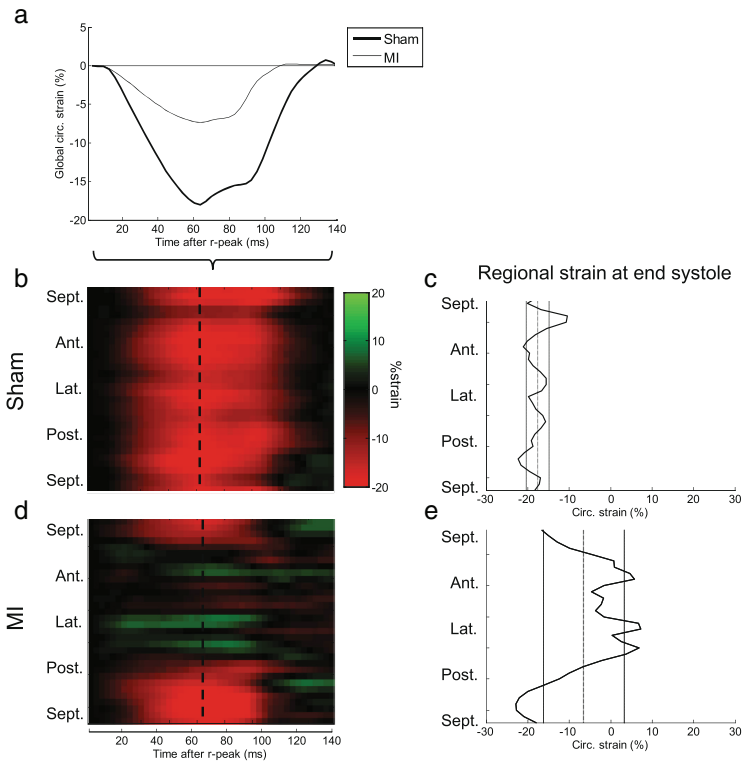 a
5
0
-5
-10
-15
-20
Global circ. strain (%)
20 40 60 80 100 120 140
Time after r-peak (ms)
Sham
MI
b
Sham
Sept.
Ant.
Lat.
Post.
Sept.
20
10
0
-10
-20
%strain
c
Regional strain at end systole
Sept.
Ant.
Lat.
Post.
Sept.
-30 -20 -10 0 10 20 30
Circ. strain (%)
d
MI
Sept.
Ant.
Lat.
Post.
Sept.
20 40 60 80 100 120 140
Time after r-peak (ms)
e
Sept.
Ant.
Lat.
Post.
Sept.
-30 -20 -10 0 10 20 30
Circ. strain (%)